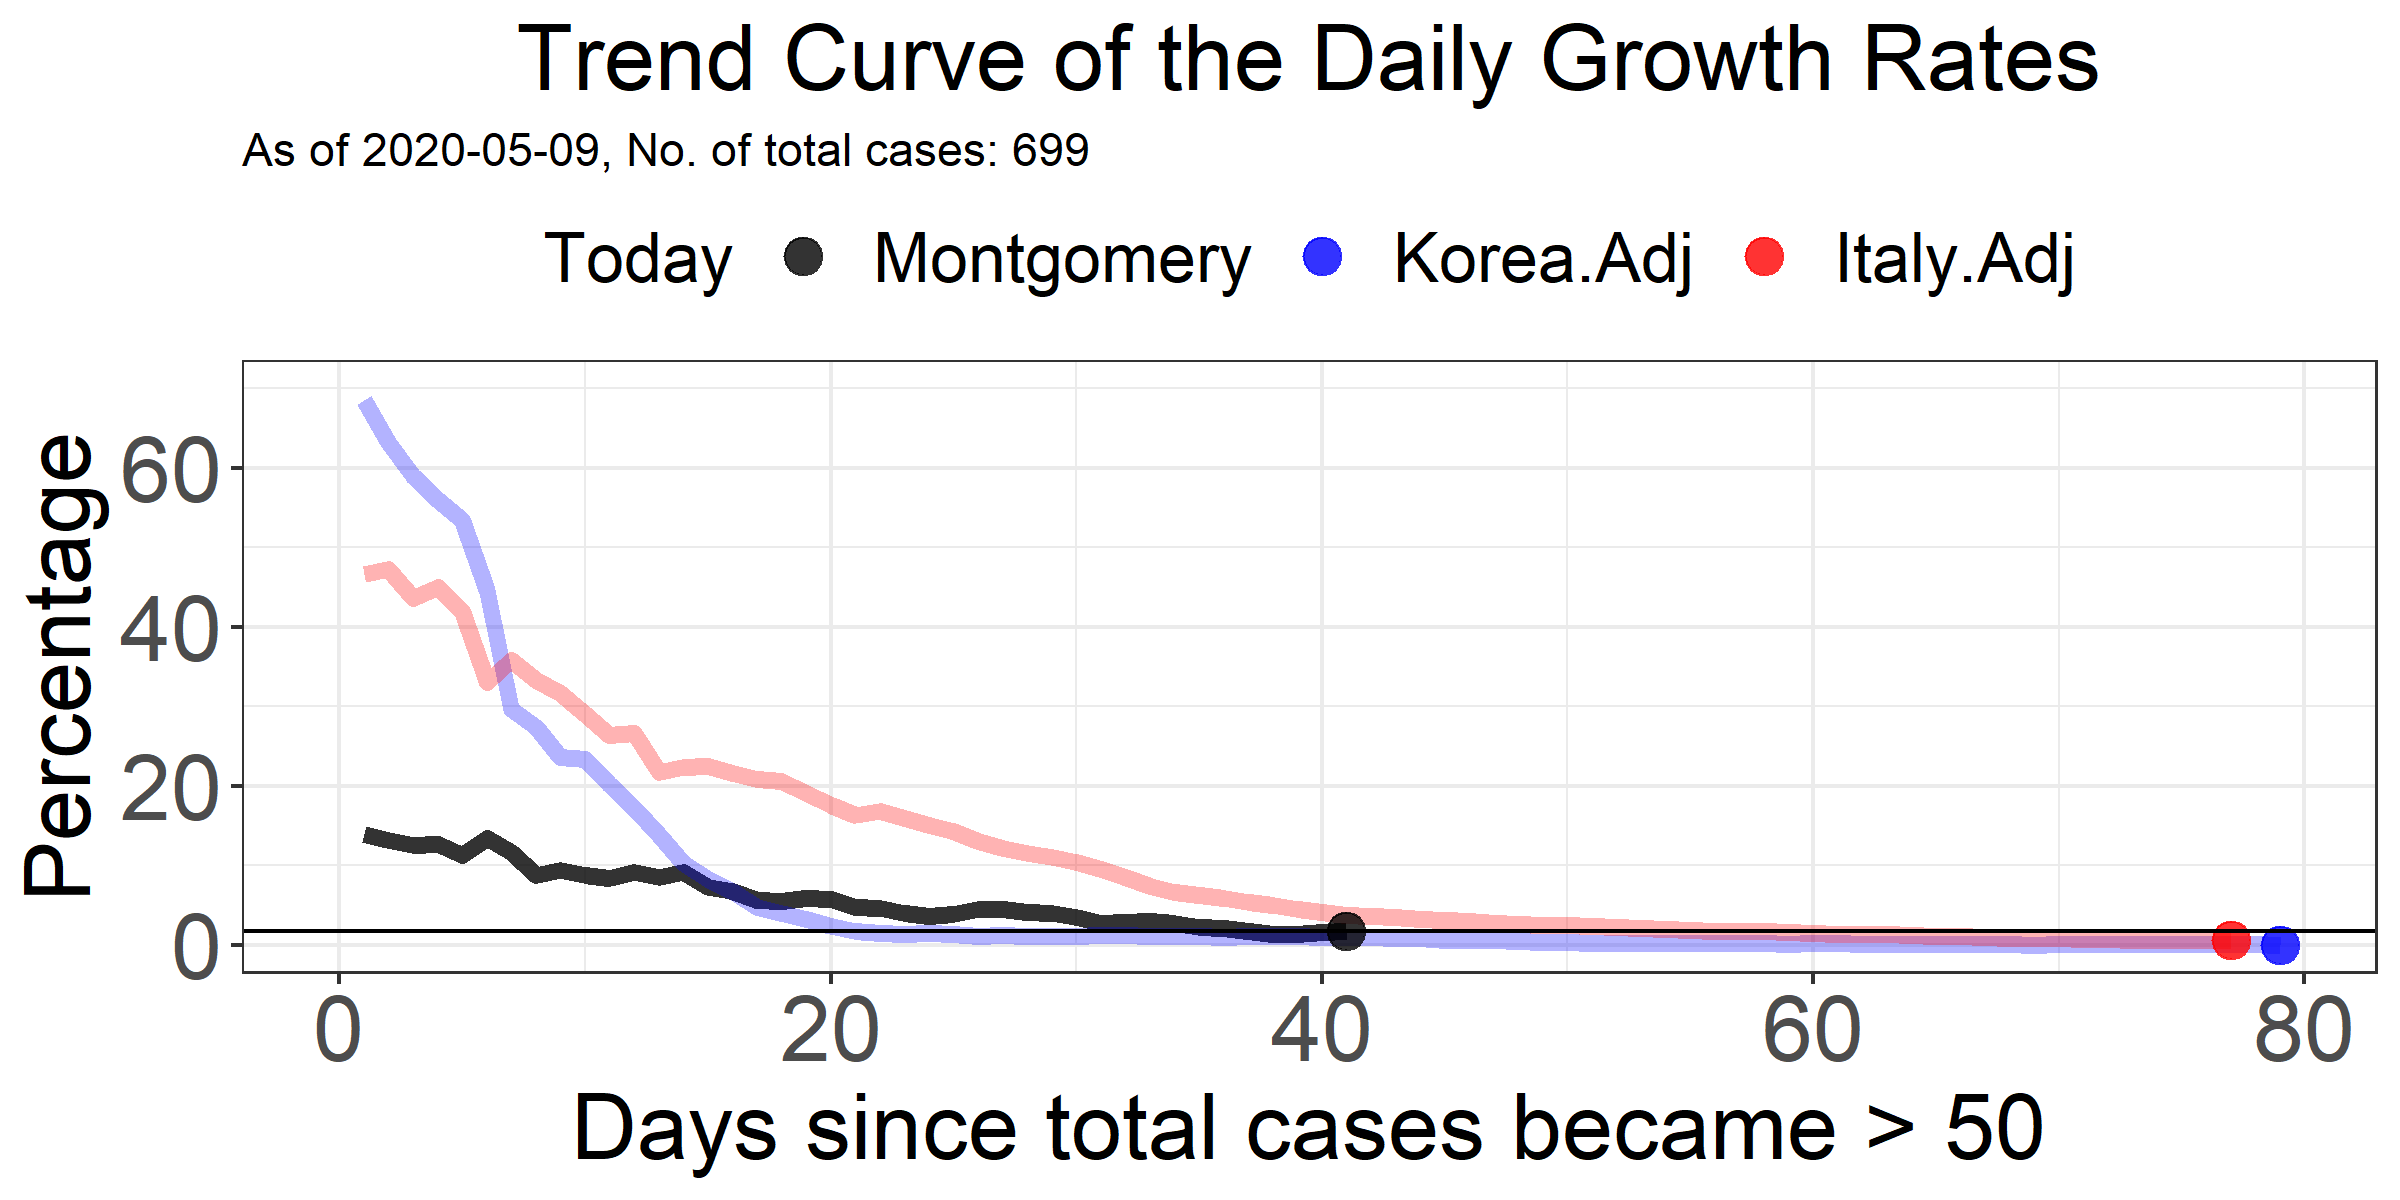 Trend Curve of the Daily Growth Rates
As of 2020-05-09, No. of total cases: 699
Today Montgomery Korea.Adj Italy.Adj
Percentage
60
40
20
0
0 20 40 60 80
Days since total cases became > 50